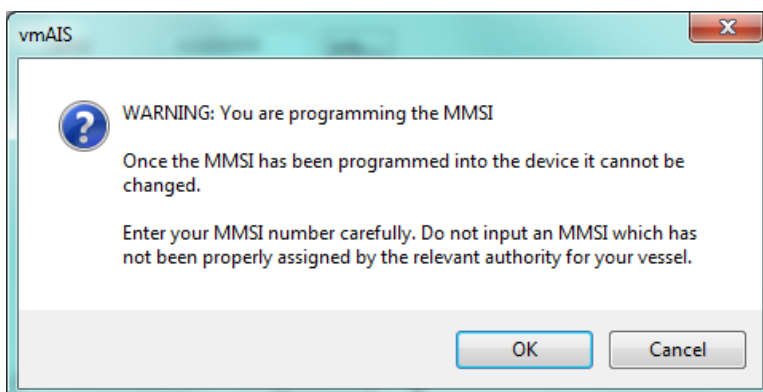 vmAIS
WARNING: You are programming the MMSI
Once the MMSI has been programmed into the device it cannot be
changed.
Enter your MMSI number carefully. Do not input an MMSI which has
not been properly assigned by the relevant authority for your vessel.
OK
Cancel